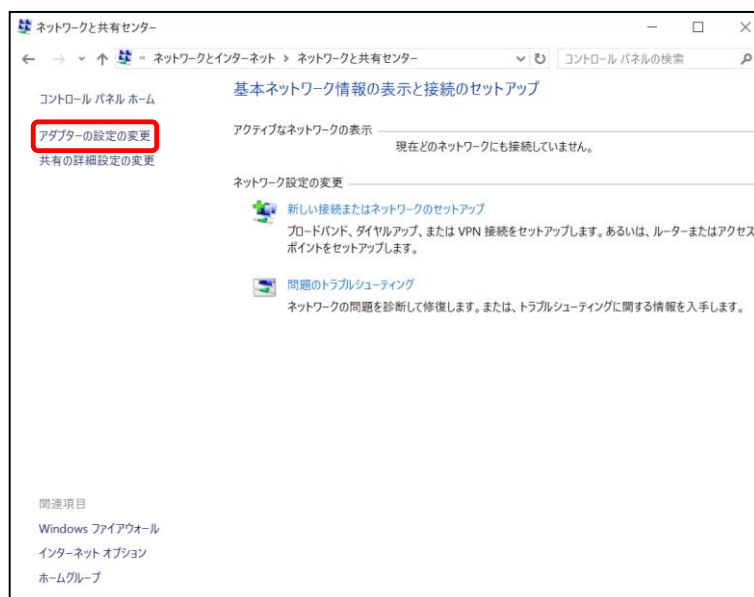 ネットワークと共有センター
ネットワークとインターネット > ネットワークと共有センター
コントロール パネルの検索
コントロール パネル ホーム
アダプターの設定の変更
共有の詳細設定の変更
基本ネットワーク情報の表示と接続のセットアップ
アクティブなネットワークの表示
現在どのネットワークにも接続していません。
ネットワーク設定の変更
新しい接続またはネットワークのセットアップ
ブロードバンド、ダイヤルアップ、または VPN 接続をセットアップします。あるいは、ルーターまたはアクセス
ポイントをセットアップします。
問題のトラブルシューティング
ネットワークの問題を診断して修復します。または、トラブルシューティングに関する情報を入手します。
関連項目
Windows ファイアウォール
インターネット オプション
ホームグループ